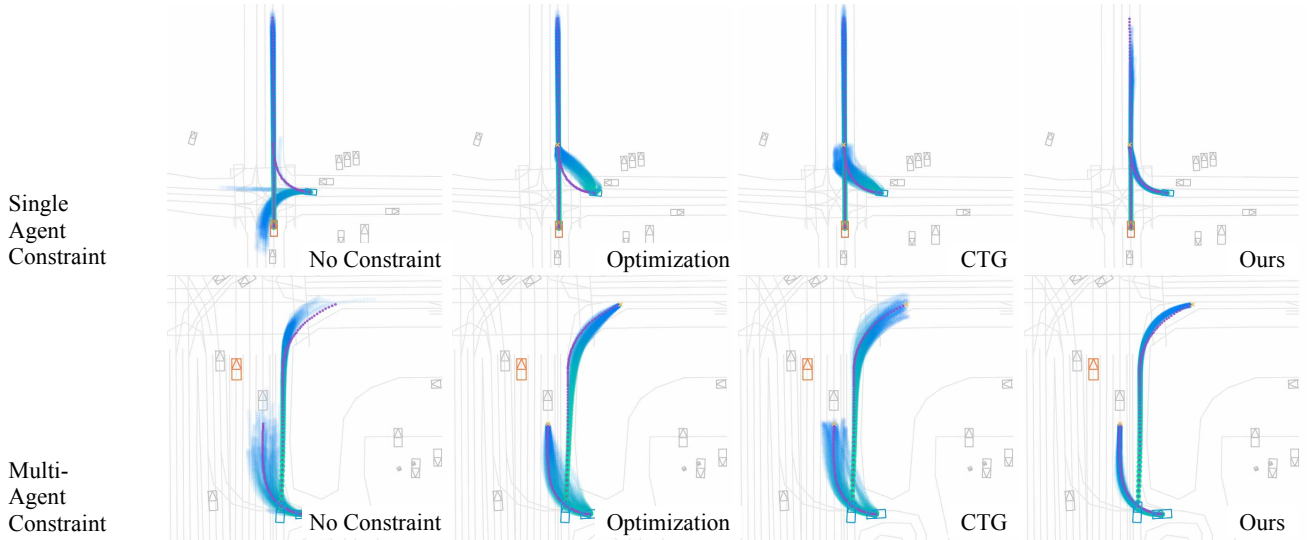 Single
Agent
Constraint
No Constraint
Optimization
CTG
Ours
Multi-
Agent
Constraint
No Constraint
Optimization
CTG
Ours